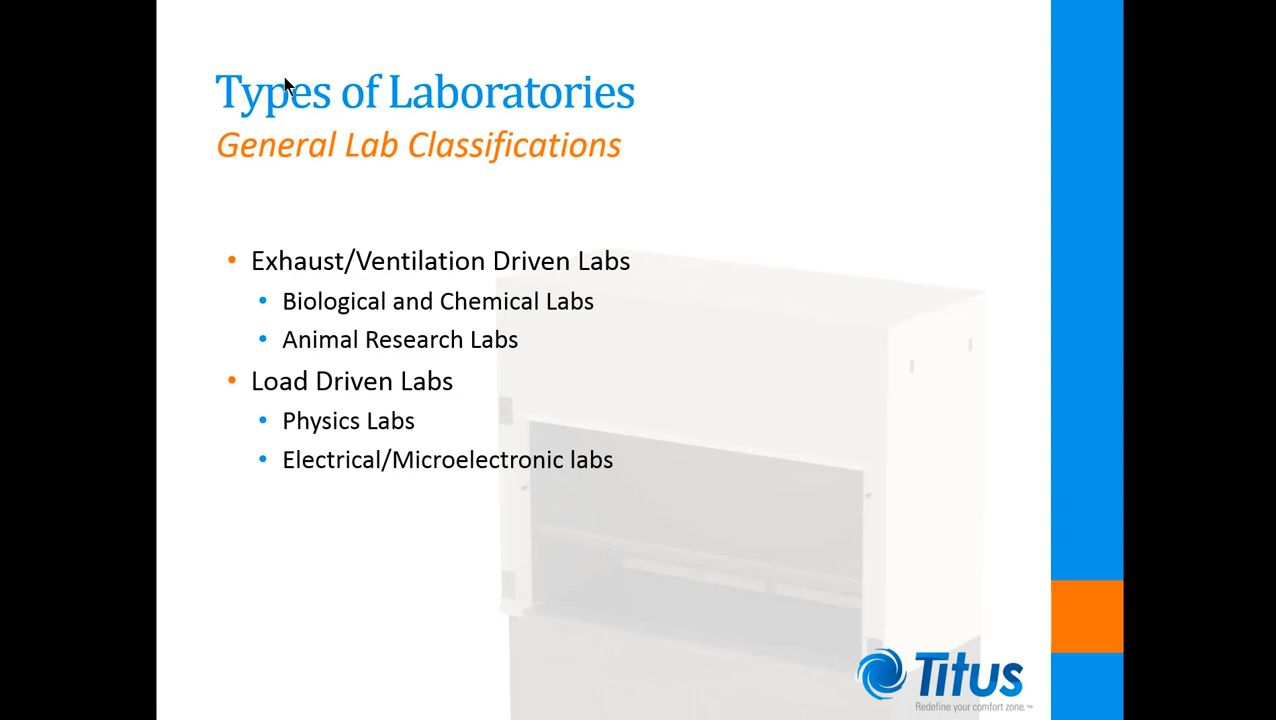 Types of Laboratories
General Lab Classifications
• Exhaust/Ventilation Driven Labs
• Biological and Chemical Labs
• Animal Research Labs
• Load Driven Labs
• Physics Labs
• Electrical/Microelectronic labs
Titus
Redefine your comfort zone.™